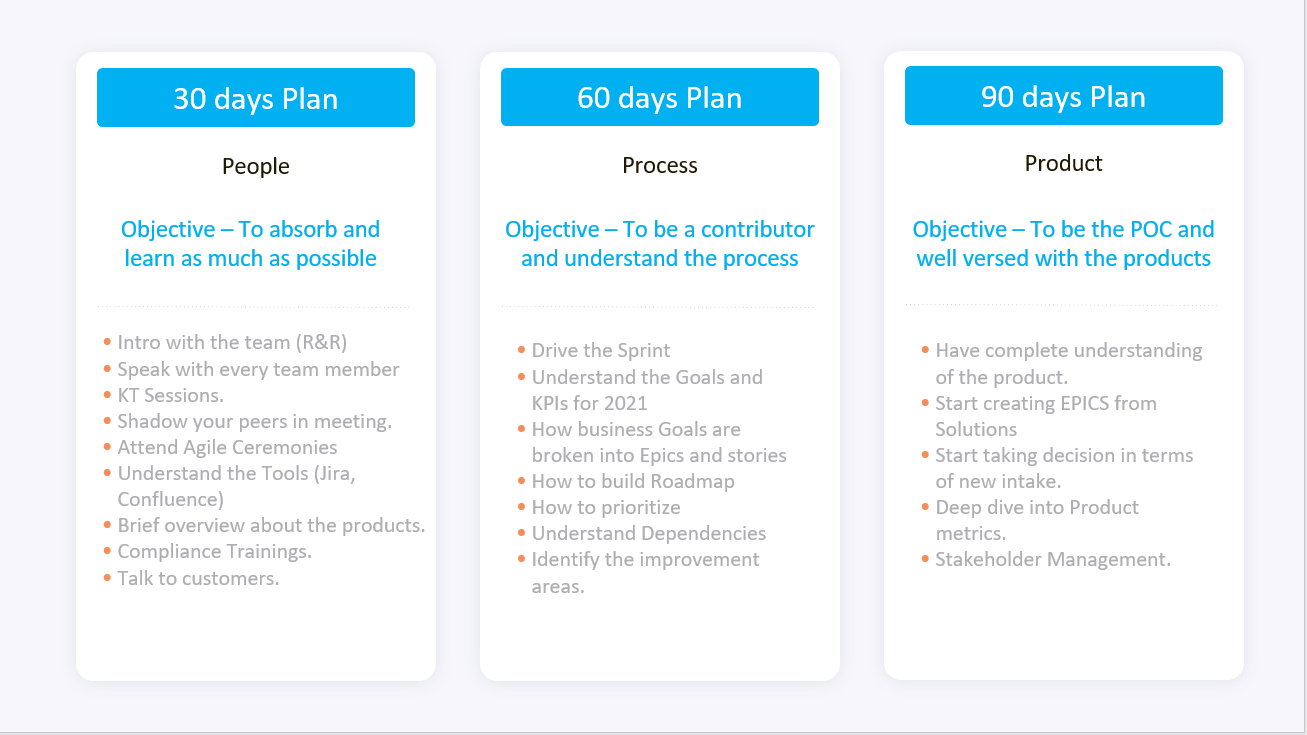 30 days Plan
People
Objective – To absorb and
learn as much as possible
• Intro with the team (R&R)
• Speak with every team member
• KT Sessions.
• Shadow your peers in meeting.
• Attend Agile Ceremonies
• Understand the Tools (Jira,
Confluence)
• Brief overview about the products.
• Compliance Trainings.
• Talk to customers.
60 days Plan
Process
Objective – To be a contributor
and understand the process
• Drive the Sprint
• Understand the Goals and
KPIs for 2021
• How business Goals are
broken into Epics and stories
• How to build Roadmap
• How to prioritize
• Understand Dependencies
• Identify the improvement
areas.
90 days Plan
Product
Objective – To be the POC and
well versed with the products
• Have complete understanding
of the product.
• Start creating EPICS from
Solutions
• Start taking decision in terms
of new intake.
• Deep dive into Product
metrics.
• Stakeholder Management.